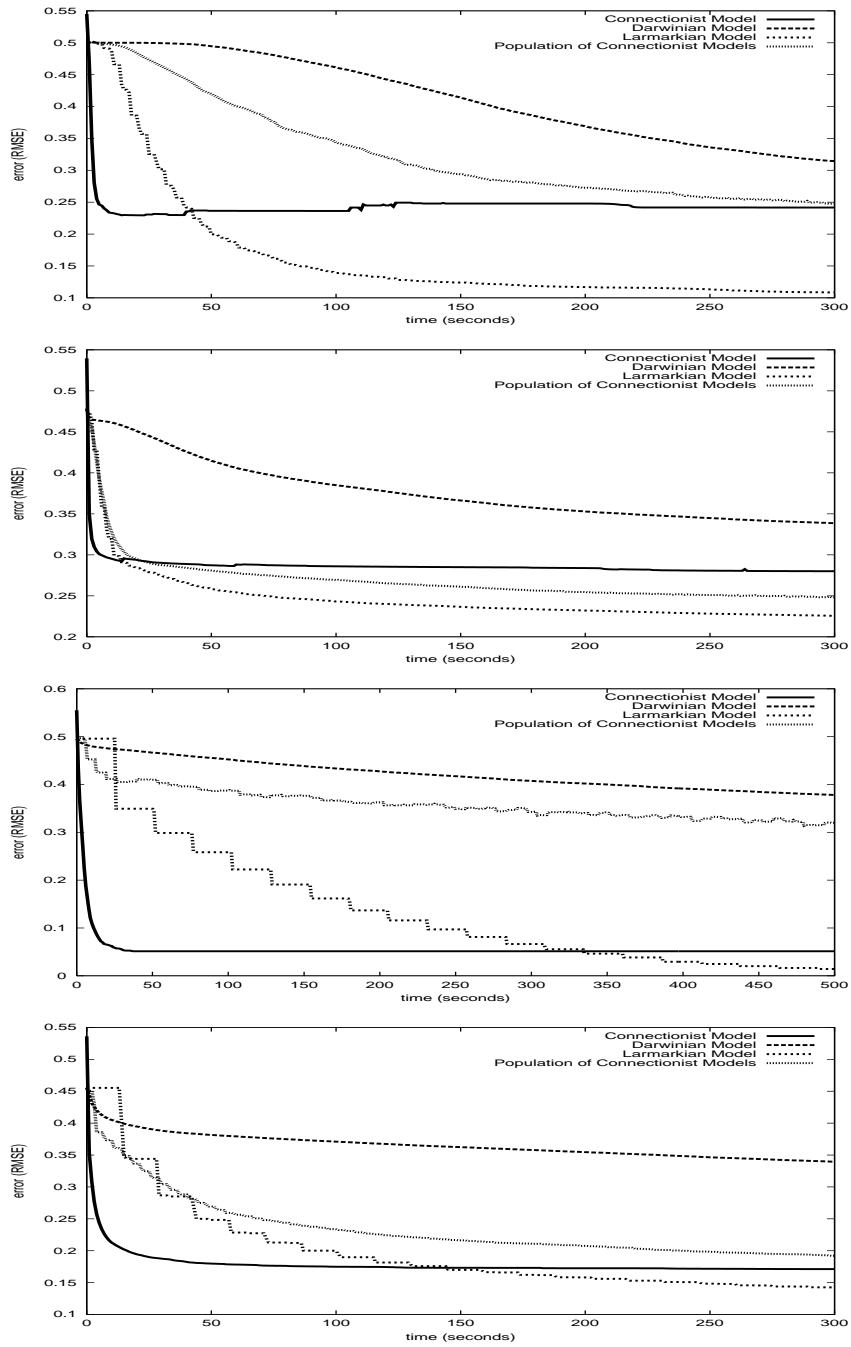 0.55
0.5
0.45
0.4
0.35
0.3
0.25
0.2
0.15
0.1
error (RMSE)
Connectionist Model
Darwinian Model
Larmarkian Model
Population of Connectionist Models
0 50 100 150 200 250 300
time (seconds)
0.55
0.5
0.45
0.4
0.35
0.3
0.25
0.2
error (RMSE)
Connectionist Model
Darwinian Model
Larmarkian Model
Population of Connectionist Models
0 50 100 150 200 250 300
time (seconds)
0.6
0.5
0.4
0.3
0.2
0.1
0
error (RMSE)
Connectionist Model
Darwinian Model
Larmarkian Model
Population of Connectionist Models
0 50 100 150 200 250 300 350 400 450 500
time (seconds)
0.55
0.5
0.45
0.4
0.35
0.3
0.25
0.2
0.15
0.1
error (RMSE)
Connectionist Model
Darwinian Model
Larmarkian Model
Population of Connectionist Models
0 50 100 150 200 250 300
time (seconds)